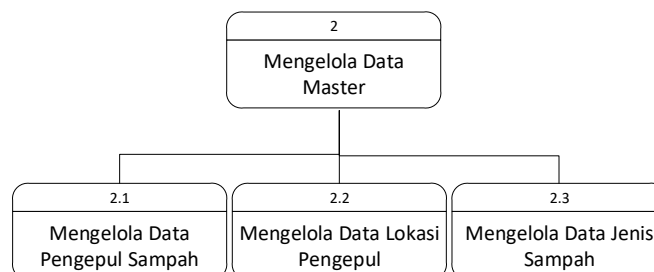 2
Mengelola Data
Master
2.1
Mengelola Data
Pengepul Sampah
2.2
Mengelola Data Lokasi
Pengepul
2.3
Mengelola Data Jenis
Sampah